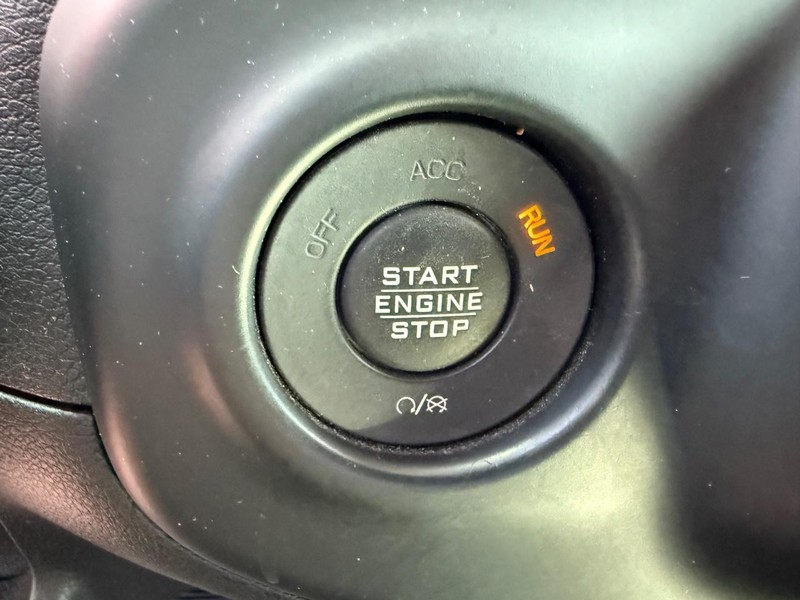 ACC
OFF
RUN
START
ENGINE
STOP